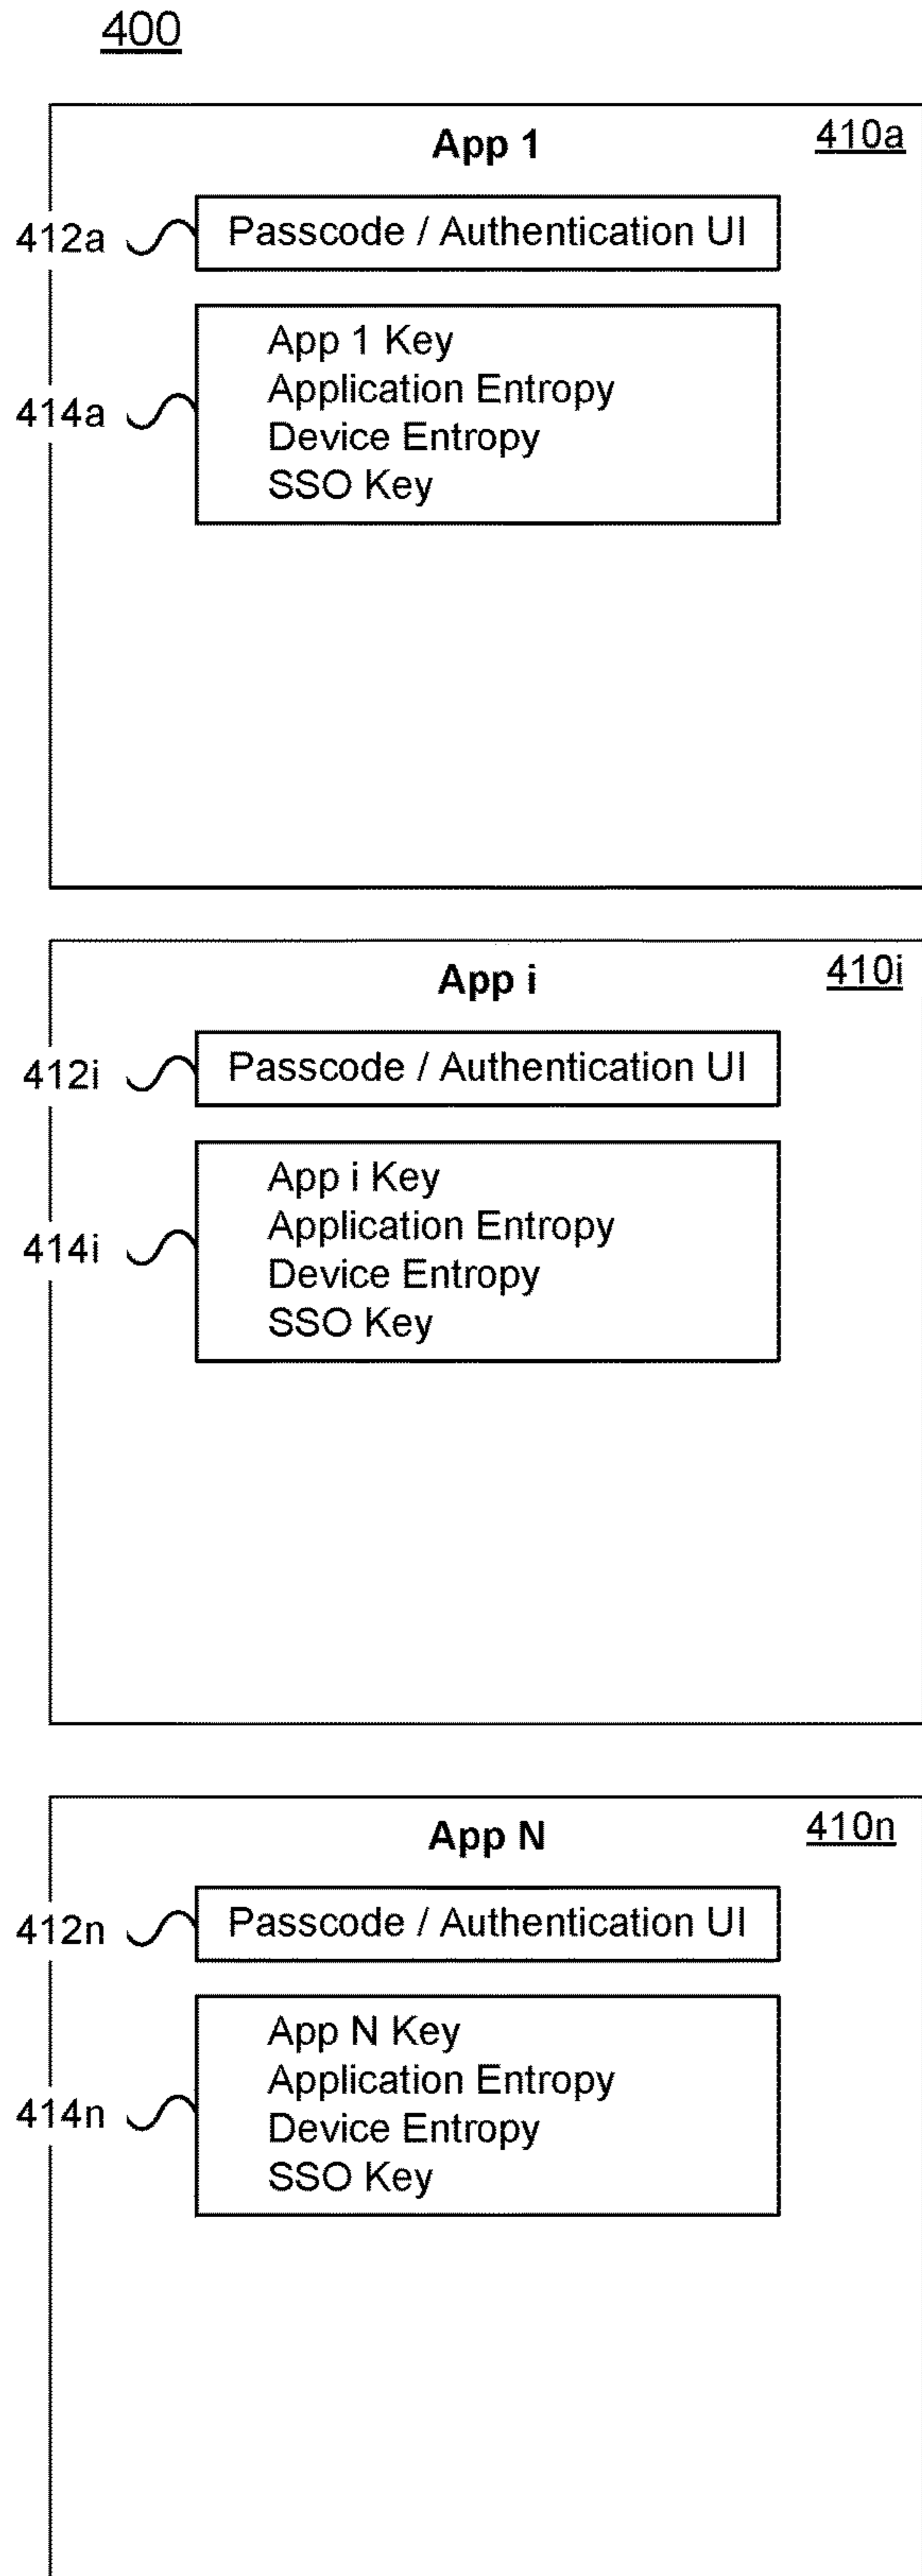 400
App 1
410a
412a
Passcode / Authentication UI
414a
App 1 Key
Application Entropy
Device Entropy
SSO Key
App i
410i
412i
Passcode / Authentication UI
414i
App i Key
Application Entropy
Device Entropy
SSO Key
App N
410n
412n
Passcode / Authentication UI
414n
App N Key
Application Entropy
Device Entropy
SSO Key